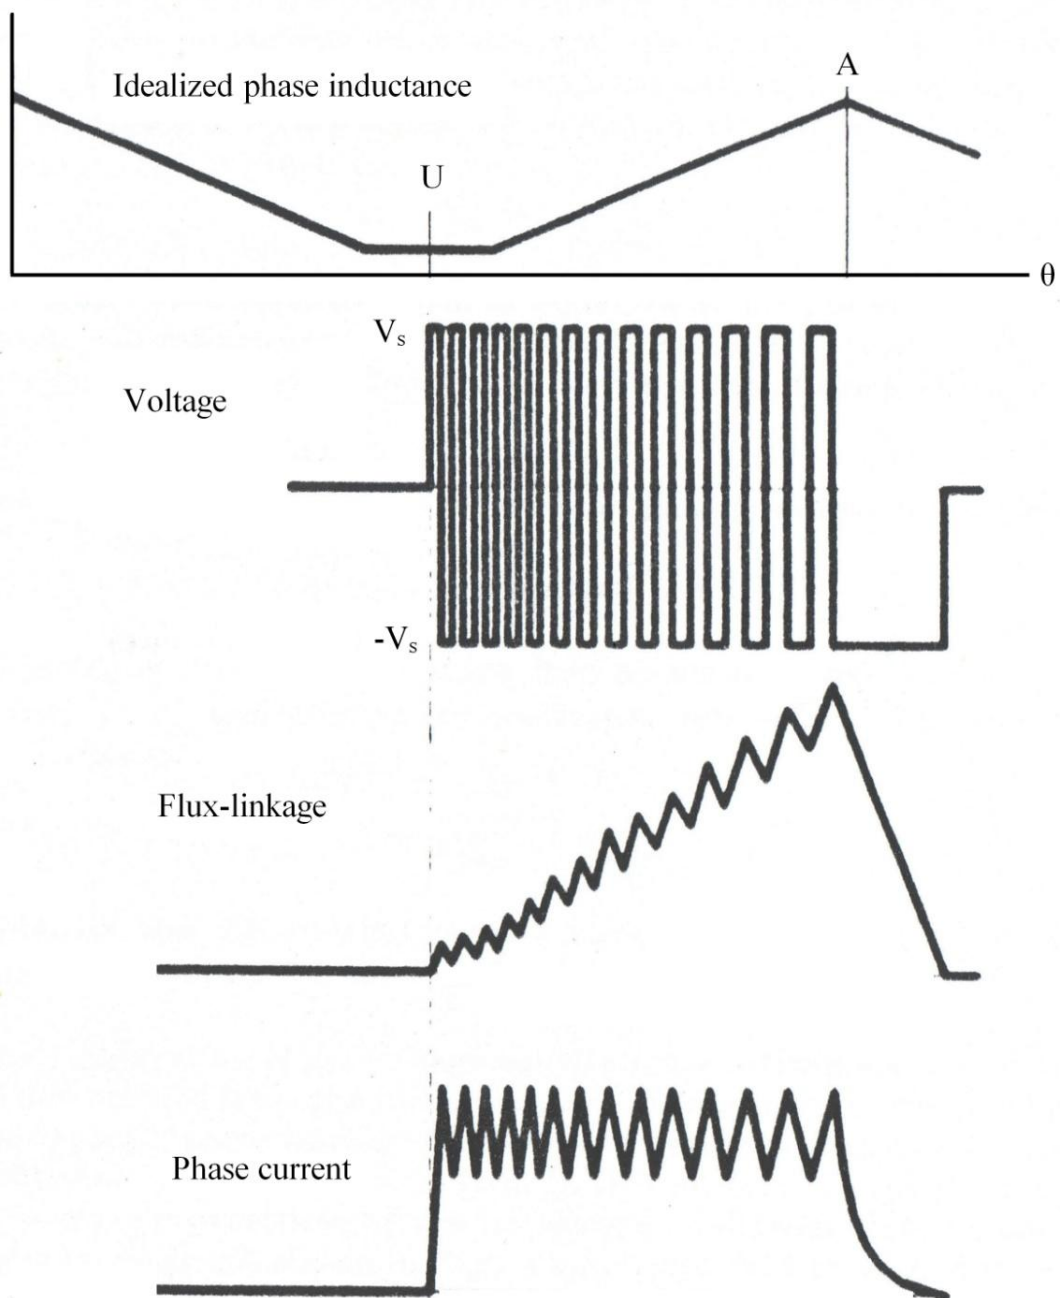 A
Idealized phase inductance
U
θ
Vₛ
Voltage
-Vₛ
Flux-linkage
Phase current